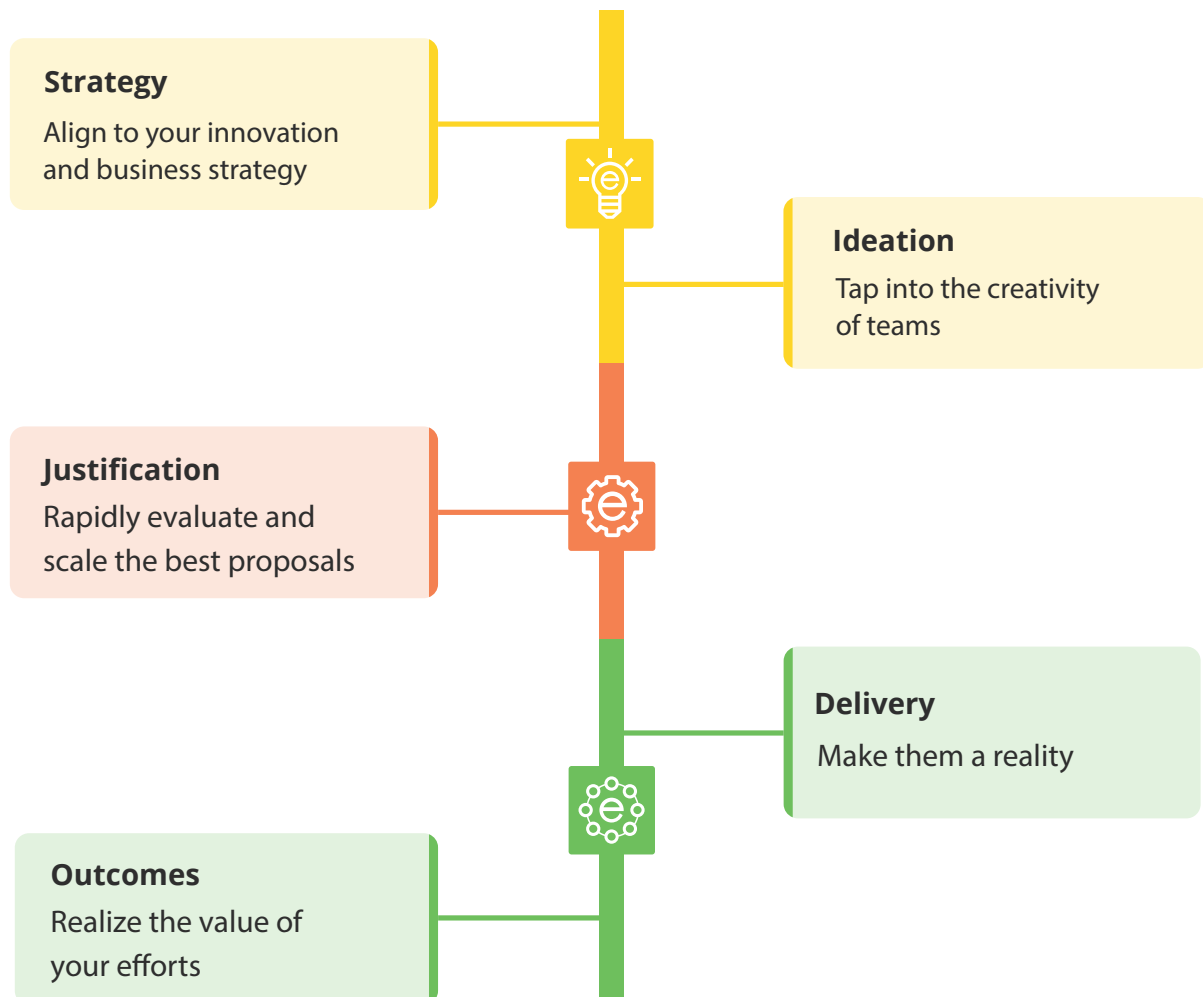 Strategy
Align to your innovation
and business strategy
e
Ideation
Tap into the creativity
of teams
Justification
Rapidly evaluate and
scale the best proposals
e
Delivery
Make them a reality
e
Outcomes
Realize the value of
your efforts